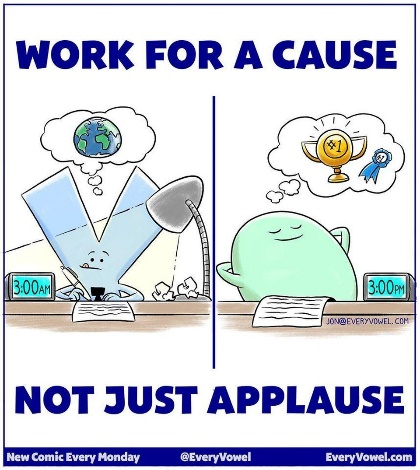 WORK FOR A CAUSE
#1
3:00AM
3:00PM
JON@EVERYVOWEL.COM
NOT JUST APPLAUSE
New Comic Every Monday @EveryVowel EveryVowel.com